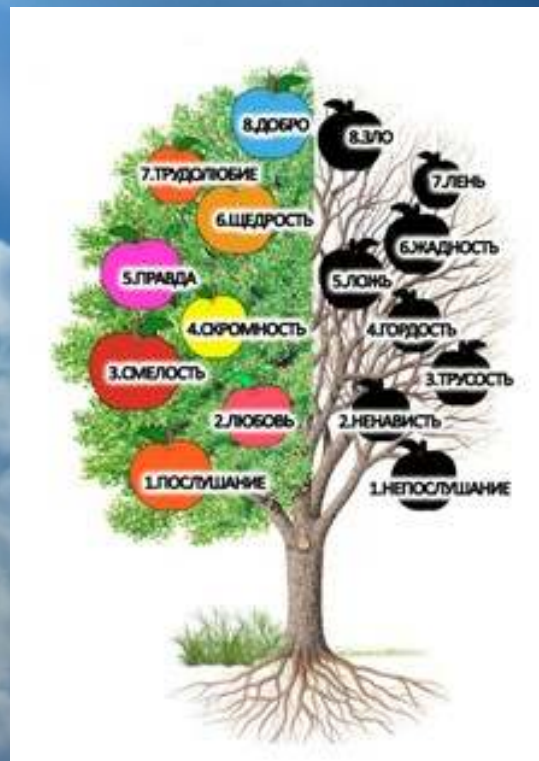 8.ДОБРО
8.ЗЛО
7.ТРУДОЛЮБИЕ
7.ЛЕНЬ
6.ЩЕДРОСТЬ
6.ЖАДНОСТЬ
5.ПРАВДА
5.ЛОЖЬ
4.СКРОМНОСТЬ
4.ГОРДОСТЬ
3.СМЕЛОСТЬ
3.ТРУСОСТЬ
2.ЛЮБОВЬ
2.НЕНАВИСТЬ
1.ПОСЛУШАНИЕ
1.НЕПОСЛУШАНИЕ